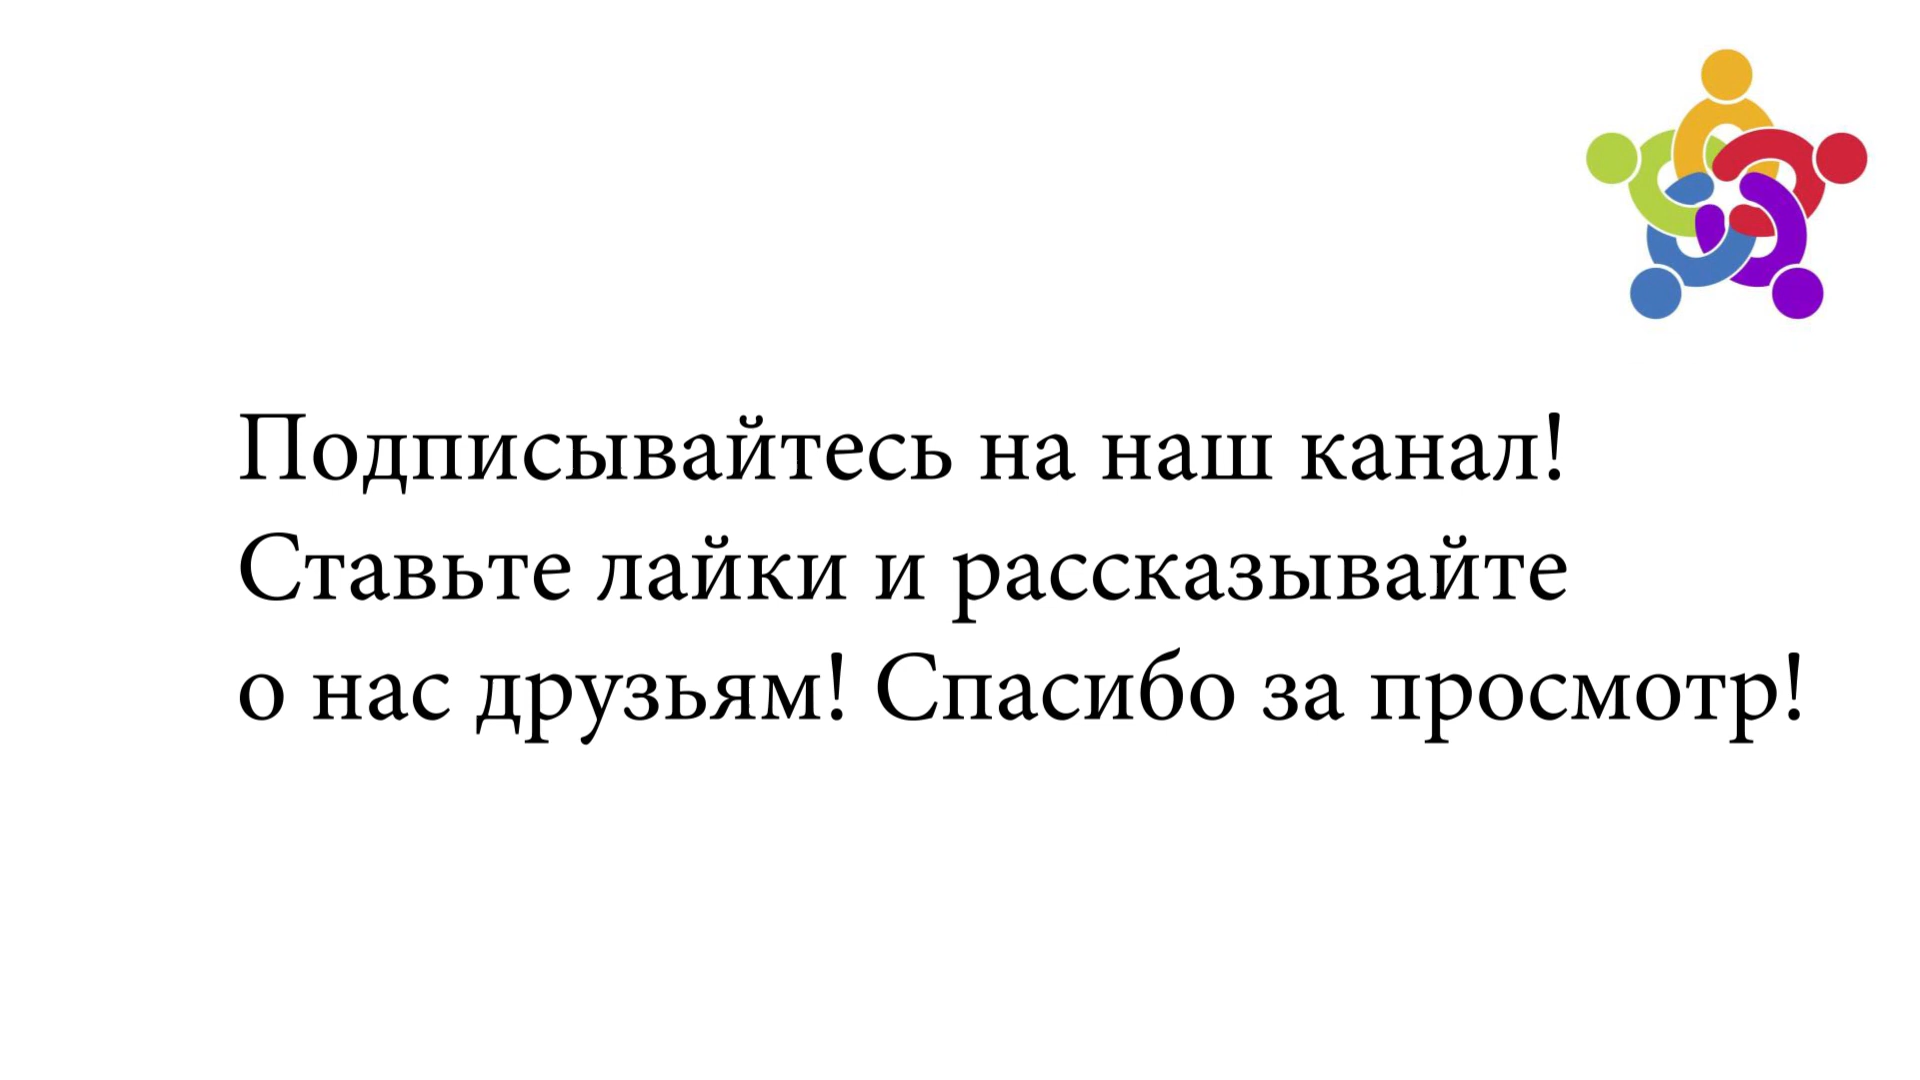 Подписывайтесь на наш канал!
Ставьте лайки и рассказывайте
о нас друзьям! Спасибо за просмотр!